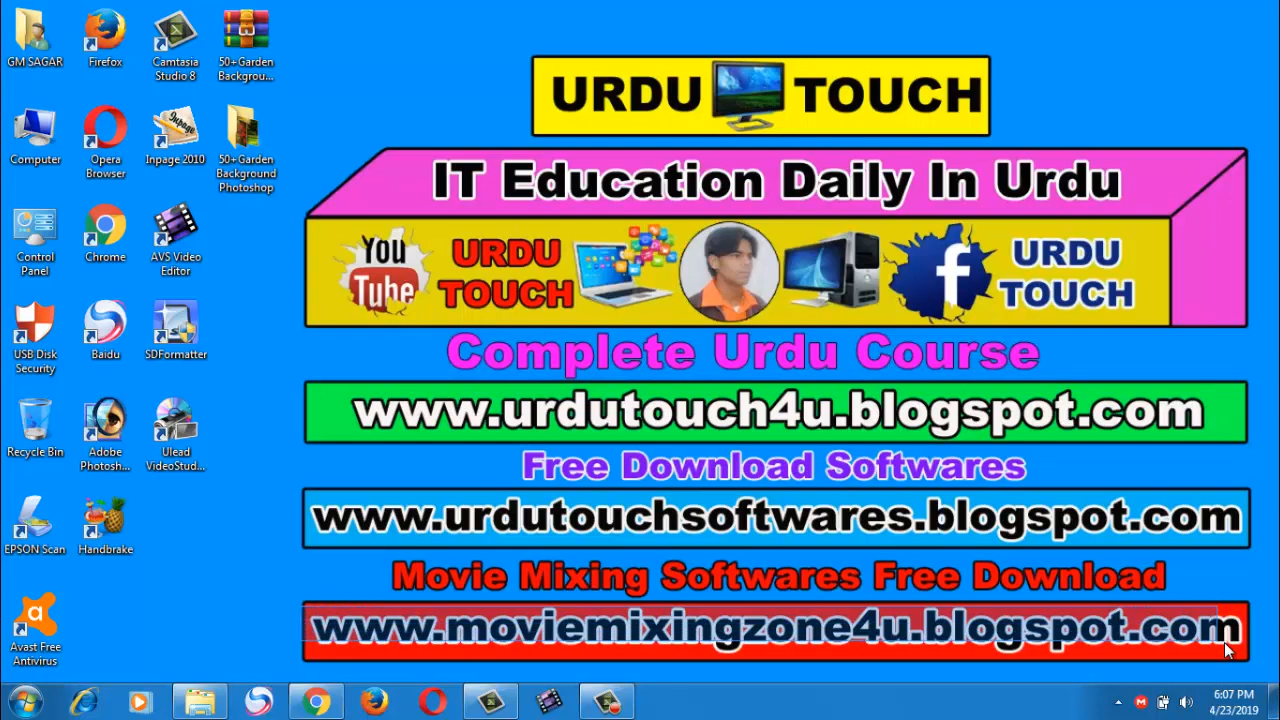 GM SAGAR
Firefox
Camtasia
Studio 8
50+Garden
Backgrou...
Computer
Opera
Browser
Inpage 2010
50+Garden
Background
Photoshop
Control
Panel
Chrome
AVS Video
Editor
USB Disk
Security
Baidu
SDFormatter
Recycle Bin
Adobe
Photosh...
Ulead
VideoStud...
EPSON Scan
Handbrake
Avast Free
Antivirus
URDU TOUCH
IT Education Daily In Urdu
You
Tube
URDU
TOUCH
f
URDU
TOUCH
Complete Urdu Course
www.urdutouch4u.blogspot.com
Free Download Softwares
www.urdutouchsoftwares.blogspot.com
Movie Mixing Softwares Free Download
www.moviemixingzone4u.blogspot.com
6:07 PM
4/23/2019